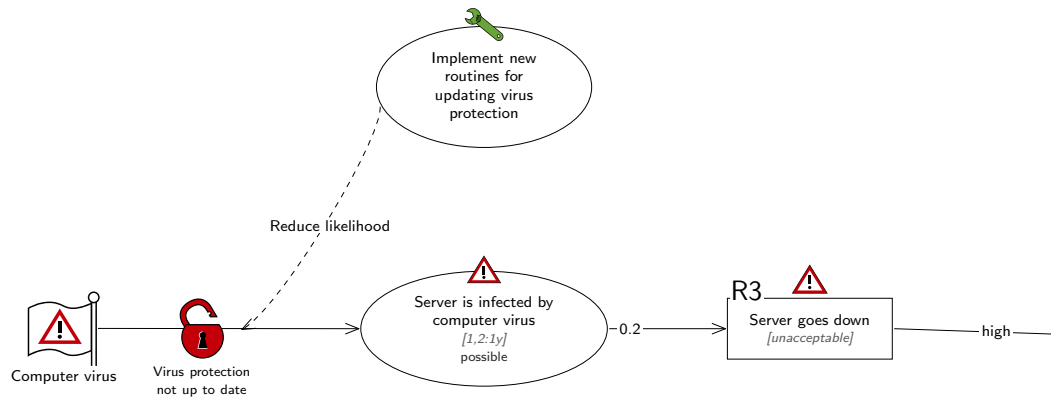 Implement new
routines for
updating virus
protection
Reduce likelihood
Computer virus
Virus protection
not up to date
Server is infected by
computer virus
[1,2:1y]
possible
0.2
R3
Server goes down
[unacceptable]
high